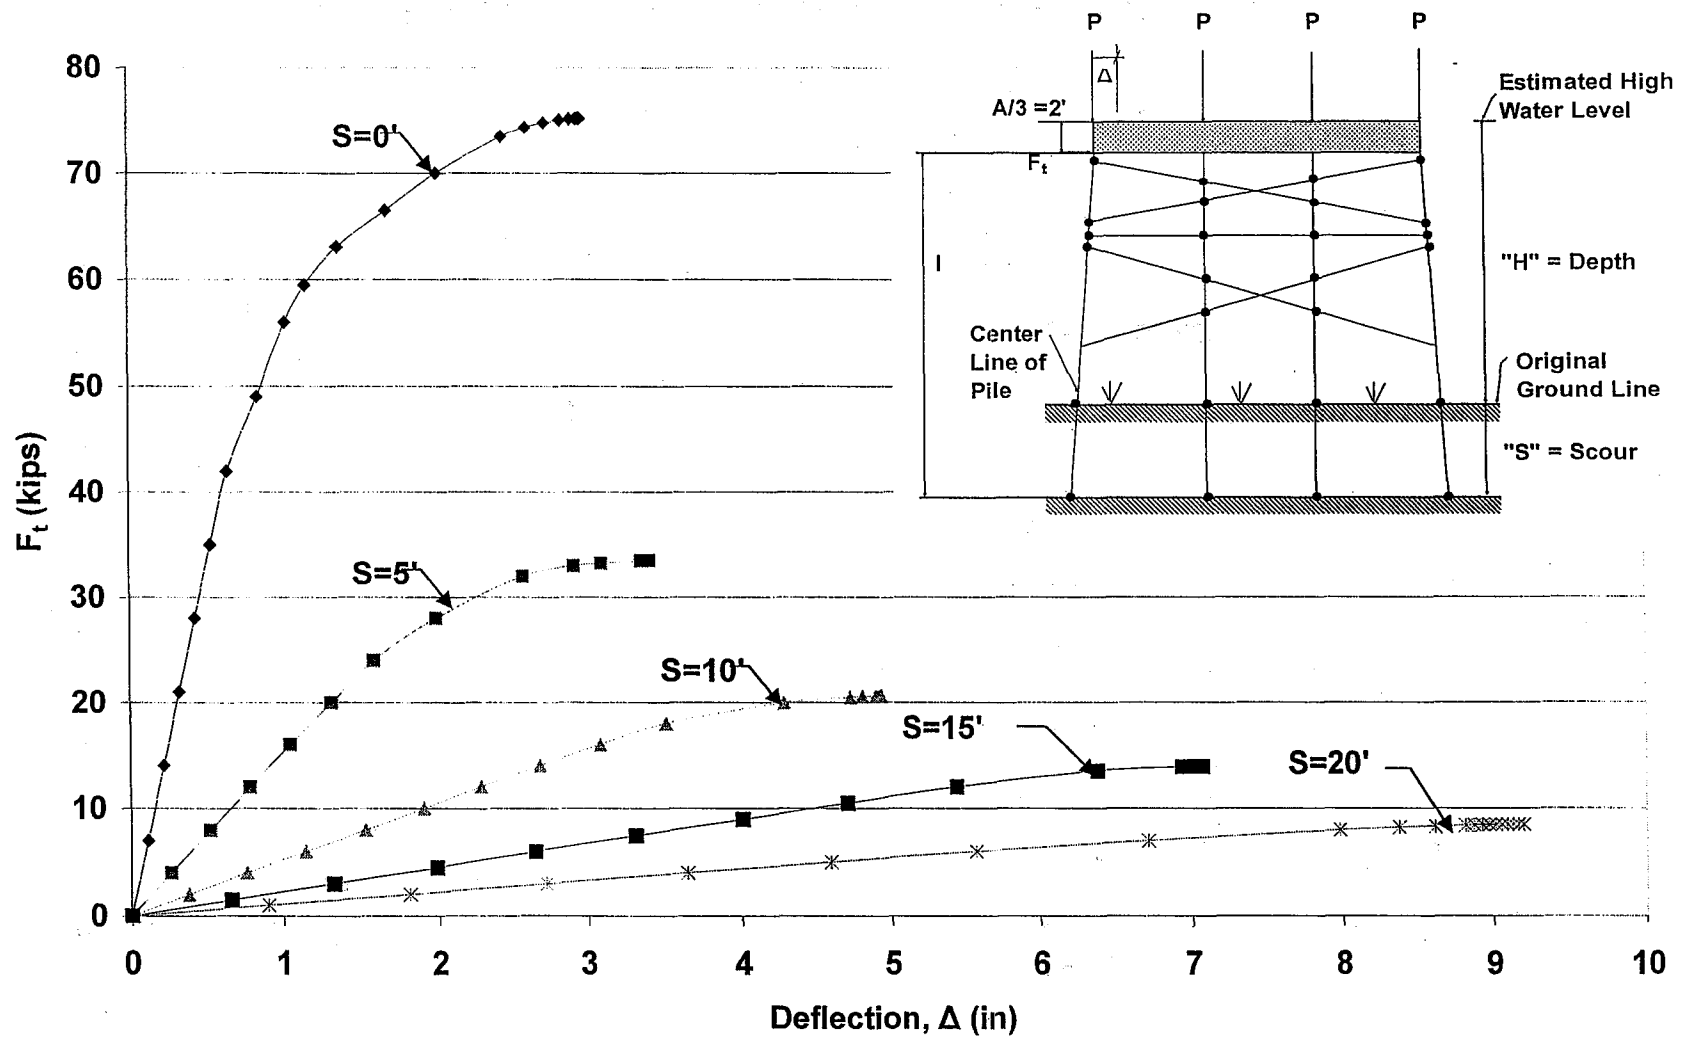 P P P P
Δ
A/3 =2'
Estimated High
Water Level
F_t
l
"H" = Depth
Center
Line of
Pile
Original
Ground Line
"S" = Scour
80
70
60
50
40
30
20
10
0
F_t (kips)
S=0'
S=5'
S=10'
S=15'
S=20'
0 1 2 3 4 5 6 7 8 9 10
Deflection, Δ (in)